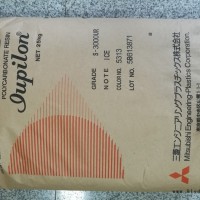 POLYCARBONATE RESIN
Iupilon
NET 25kg
GRADE
NOTE ICE
COLOR NO. 5313
LOT NO.
三菱エンジニアリングプラスチックス株式会社
Mitsubishi Engineering-Plastics Corporation